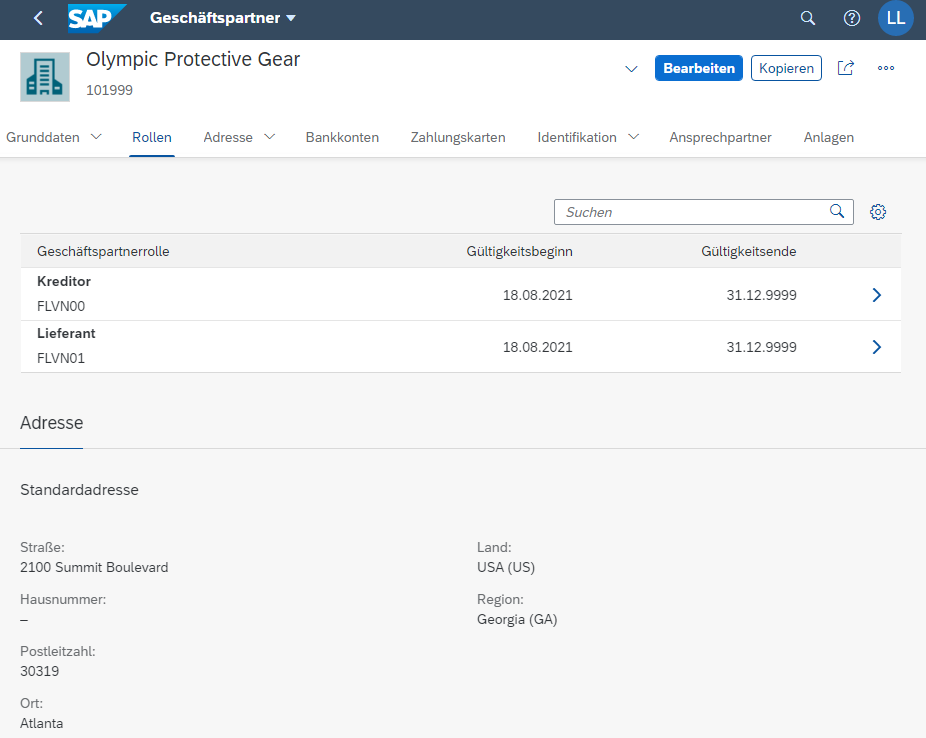 SAP Geschäftspartner LL
Olympic Protective Gear
101999
Bearbeiten Kopieren
Grunddaten Rollen Adresse Bankkonten Zahlungskarten Identifikation Ansprechpartner Anlagen
Suchen
Geschäftspartnerrolle Gültigkeitsbeginn Gültigkeitsende
Kreditor
FLVN00 18.08.2021 31.12.9999
Lieferant
FLVN01 18.08.2021 31.12.9999
Adresse
Standardadresse
Straße: Land:
2100 Summit Boulevard USA (US)
Hausnummer: Region:
– Georgia (GA)
Postleitzahl:
30319
Ort:
Atlanta